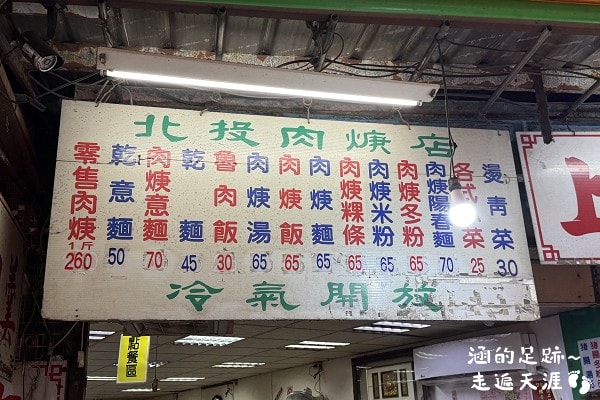 北投肉焿店
零售肉焿1斤 260
乾意麵 50
肉焿意麵 70
乾麵 45
魯肉飯 30
肉焿湯 65
肉焿飯 65
肉焿麵 65
肉焿粿條 65
肉焿米粉 65
肉焿冬粉 65
肉焿陽春麵 70
各式菜 25
燙青菜 30
冷氣開放
點餐區
涵的足跡~
走遍天涯